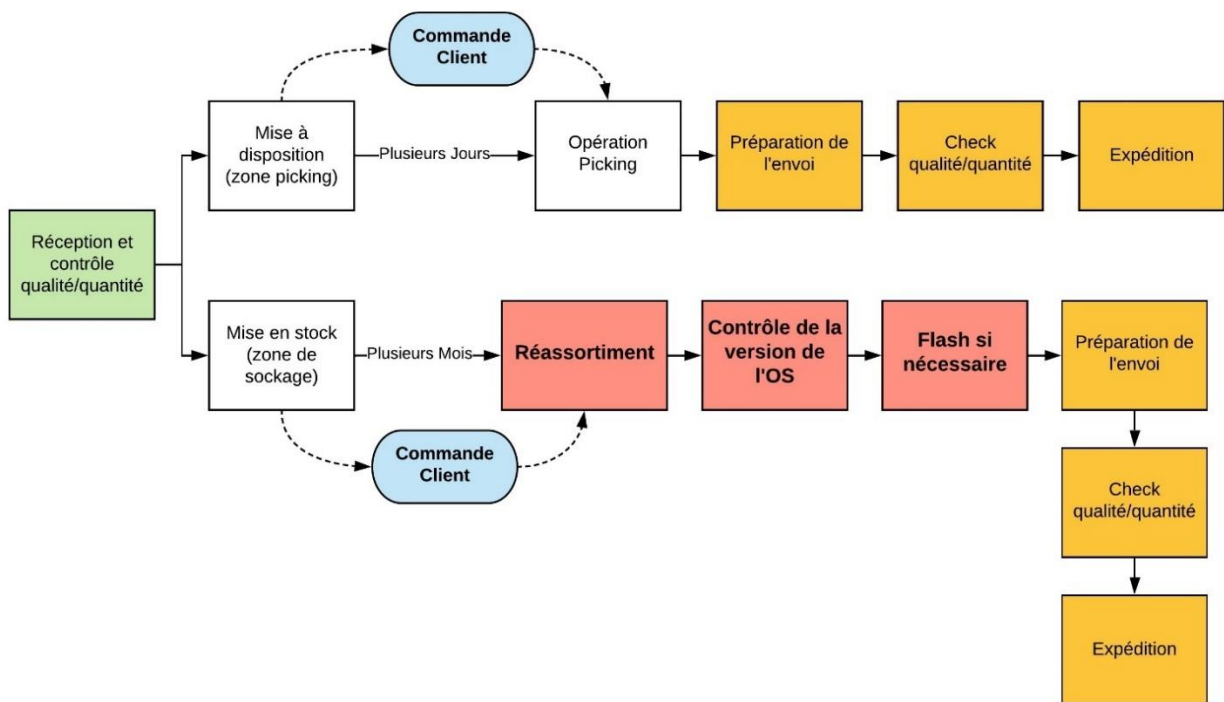 Commande
Client
Mise à
disposition
(zone picking)
Plusieurs Jours
Opération
Picking
Préparation de
l'envoi
Check
qualité/quantité
Expédition
Réception et
contrôle
qualité/quantité
Mise en stock
(zone de
sockage)
Plusieurs Mois
Réassortiment
Contrôle de la
version de
l'OS
Flash si
nécessaire
Préparation de
l'envoi
Commande
Client
Check
qualité/quantité
Expédition